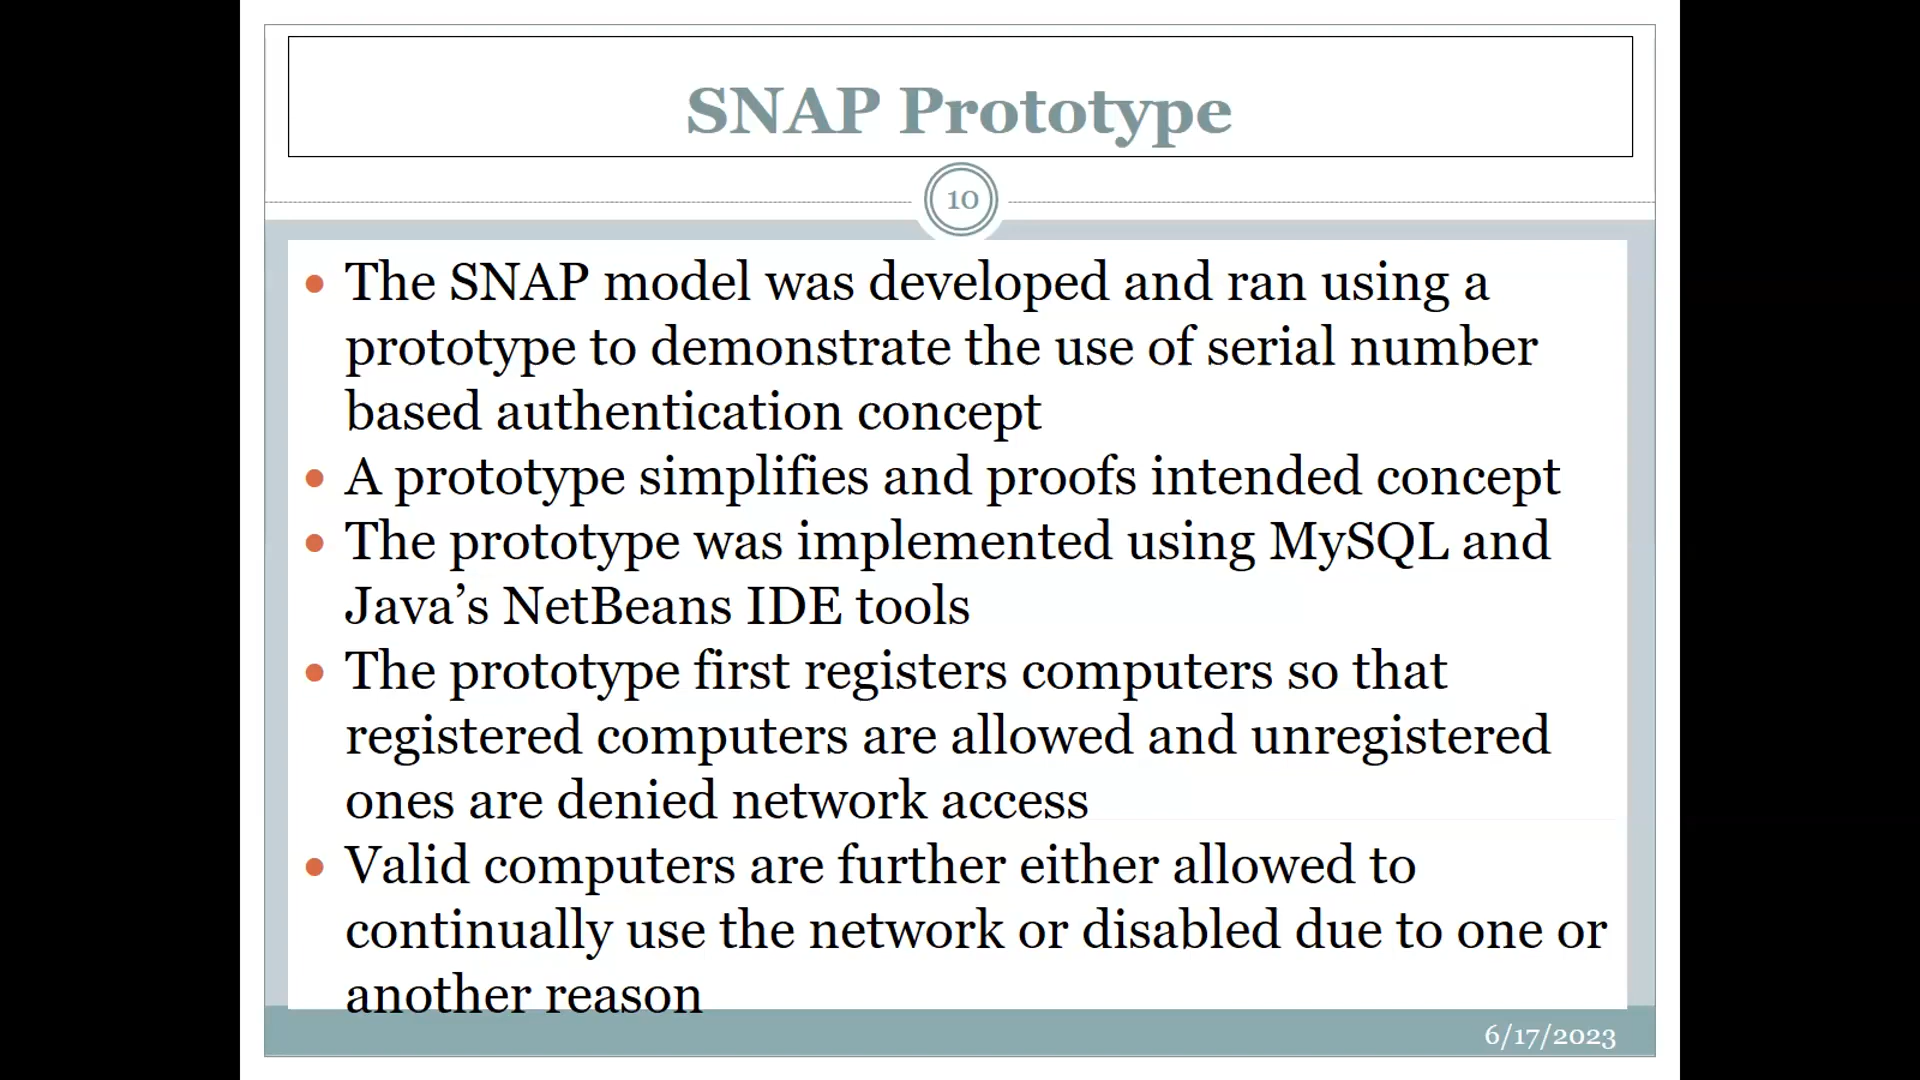 SNAP Prototype
10
• The SNAP model was developed and ran using a
prototype to demonstrate the use of serial number
based authentication concept
• A prototype simplifies and proofs intended concept
• The prototype was implemented using MySQL and
Java’s NetBeans IDE tools
• The prototype first registers computers so that
registered computers are allowed and unregistered
ones are denied network access
• Valid computers are further either allowed to
continually use the network or disabled due to one or
another reason
6/17/2023